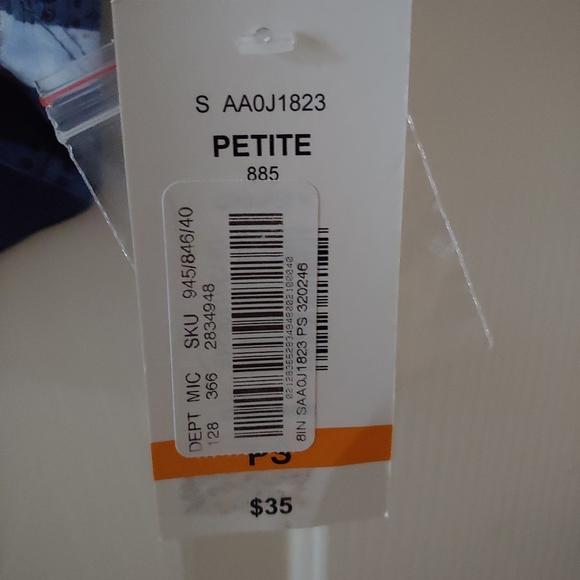 S AA0J1823
PETITE
885
DEPT MIC SKU 945/846/40
128 366 2834948
8IN SAA0J1823 PS 320246
PS
$35